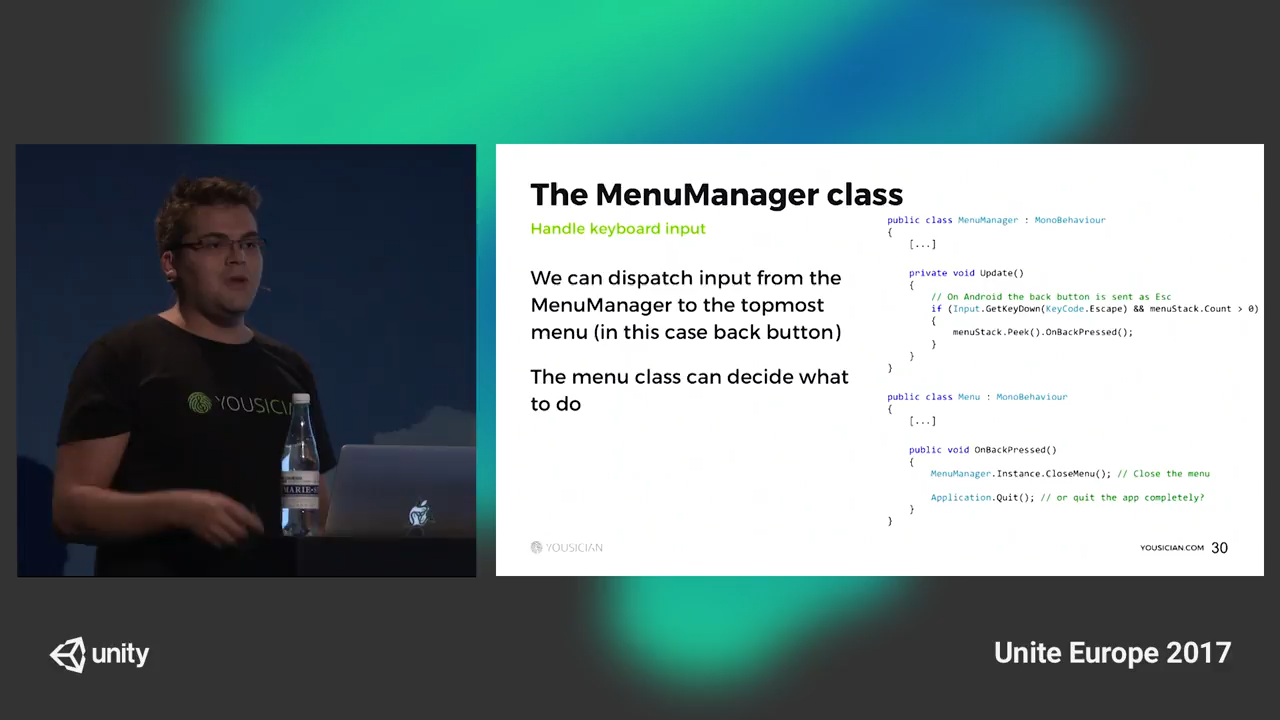 The MenuManager class
Handle keyboard input
We can dispatch input from the
MenuManager to the topmost
menu (in this case back button)
The menu class can decide what
to do
public class MenuManager : MonoBehaviour
{
[...]
private void Update()
{
// On Android the back button is sent as Esc
if (Input.GetKeyDown(KeyCode.Escape) && menuStack.Count > 0)
{
menuStack.Peek().OnBackPressed();
}
}
}
public class Menu : MonoBehaviour
{
[...]
public void OnBackPressed()
{
MenuManager.Instance.CloseMenu(); // Close the menu
Application.Quit(); // or quit the app completely?
}
}
YOUSICIAN
YOUSICIAN.COM 30
YOUSICI
MARIE
unity
Unite Europe 2017